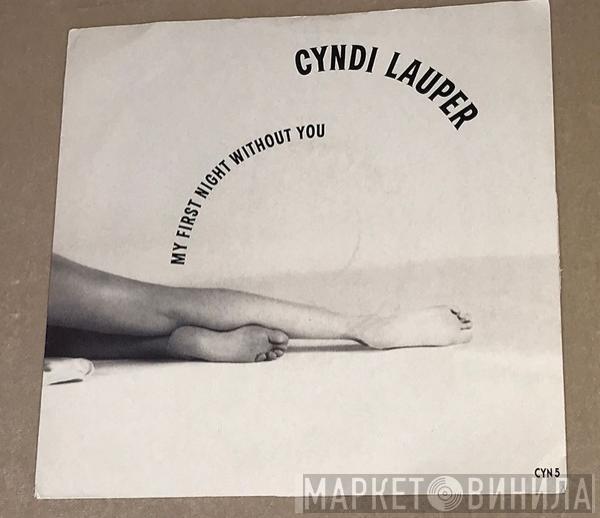 CYNDI LAUPER
MY FIRST NIGHT WITHOUT YOU
CYN 5
МАРКЕТ ВИНИЛА